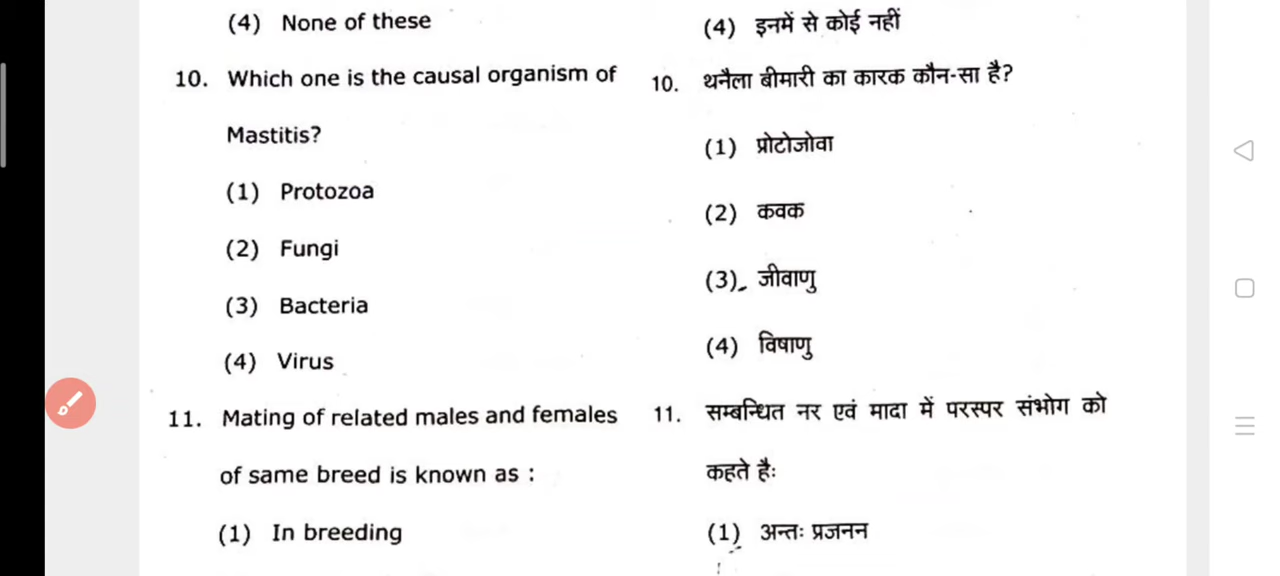 (4) None of these
10. Which one is the causal organism of
Mastitis?
(1) Protozoa
(2) Fungi
(3) Bacteria
(4) Virus
11. Mating of related males and females
of same breed is known as :
(1) In breeding
(4) इनमें से कोई नहीं
10. थनैला बीमारी का कारक कौन-सा है?
(1) प्रोटोजोवा
(2) कवक
(3) जीवाणु
(4) विषाणु
11. सम्बन्धित नर एवं मादा में परस्पर संभोग को
कहते हैः
(1) अन्तः प्रजनन